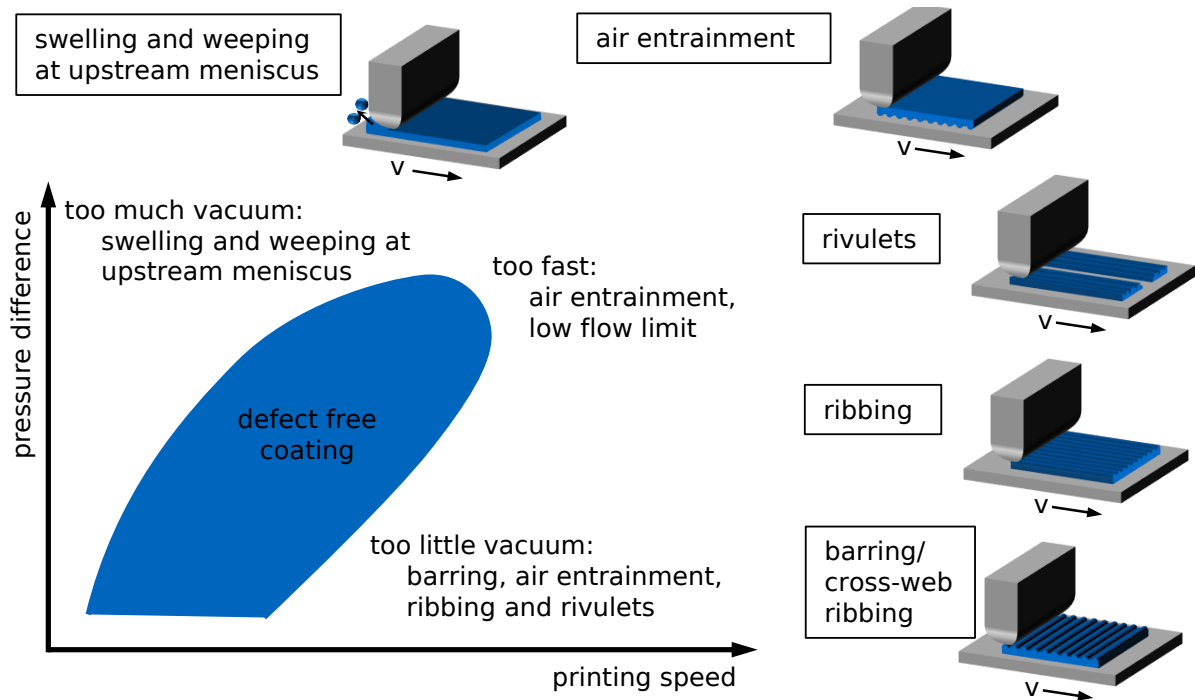 swelling and weeping
at upstream meniscus
air entrainment
v
v
pressure difference
too much vacuum:
swelling and weeping at
upstream meniscus
too fast:
air entrainment,
low flow limit
rivulets
v
defect free
coating
ribbing
v
too little vacuum:
barring, air entrainment,
ribbing and rivulets
barring/
cross-web
ribbing
v
printing speed